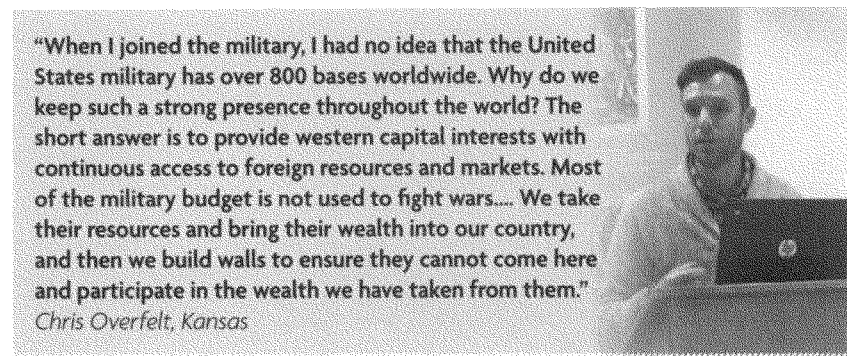 “When I joined the military, I had no idea that the United
States military has over 800 bases worldwide. Why do we
keep such a strong presence throughout the world? The
short answer is to provide western capital interests with
continuous access to foreign resources and markets. Most
of the military budget is not used to fight wars.... We take
their resources and bring their wealth into our country,
and then we build walls to ensure they cannot come here
and participate in the wealth we have taken from them.”
Chris Overfelt, Kansas
hp